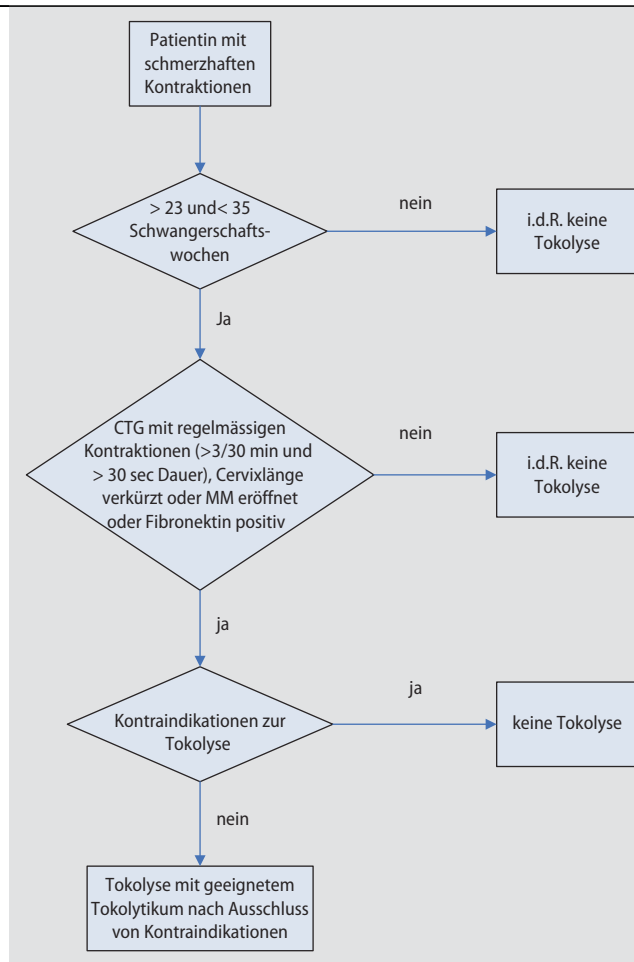 Patientin mit
schmerzhaften
Kontraktionen
> 23 und< 35
Schwangerschafts-
wochen
nein
i.d.R. keine
Tokolyse
Ja
CTG mit regelmässigen
Kontraktionen (>3/30 min und
> 30 sec Dauer), Cervixlänge
verkürzt oder MM eröffnet
oder Fibronektin positiv
nein
i.d.R. keine
Tokolyse
ja
Kontraindikationen zur
Tokolyse
ja
keine Tokolyse
nein
Tokolyse mit geeignetem
Tokolytikum nach Ausschluss
von Kontraindikationen